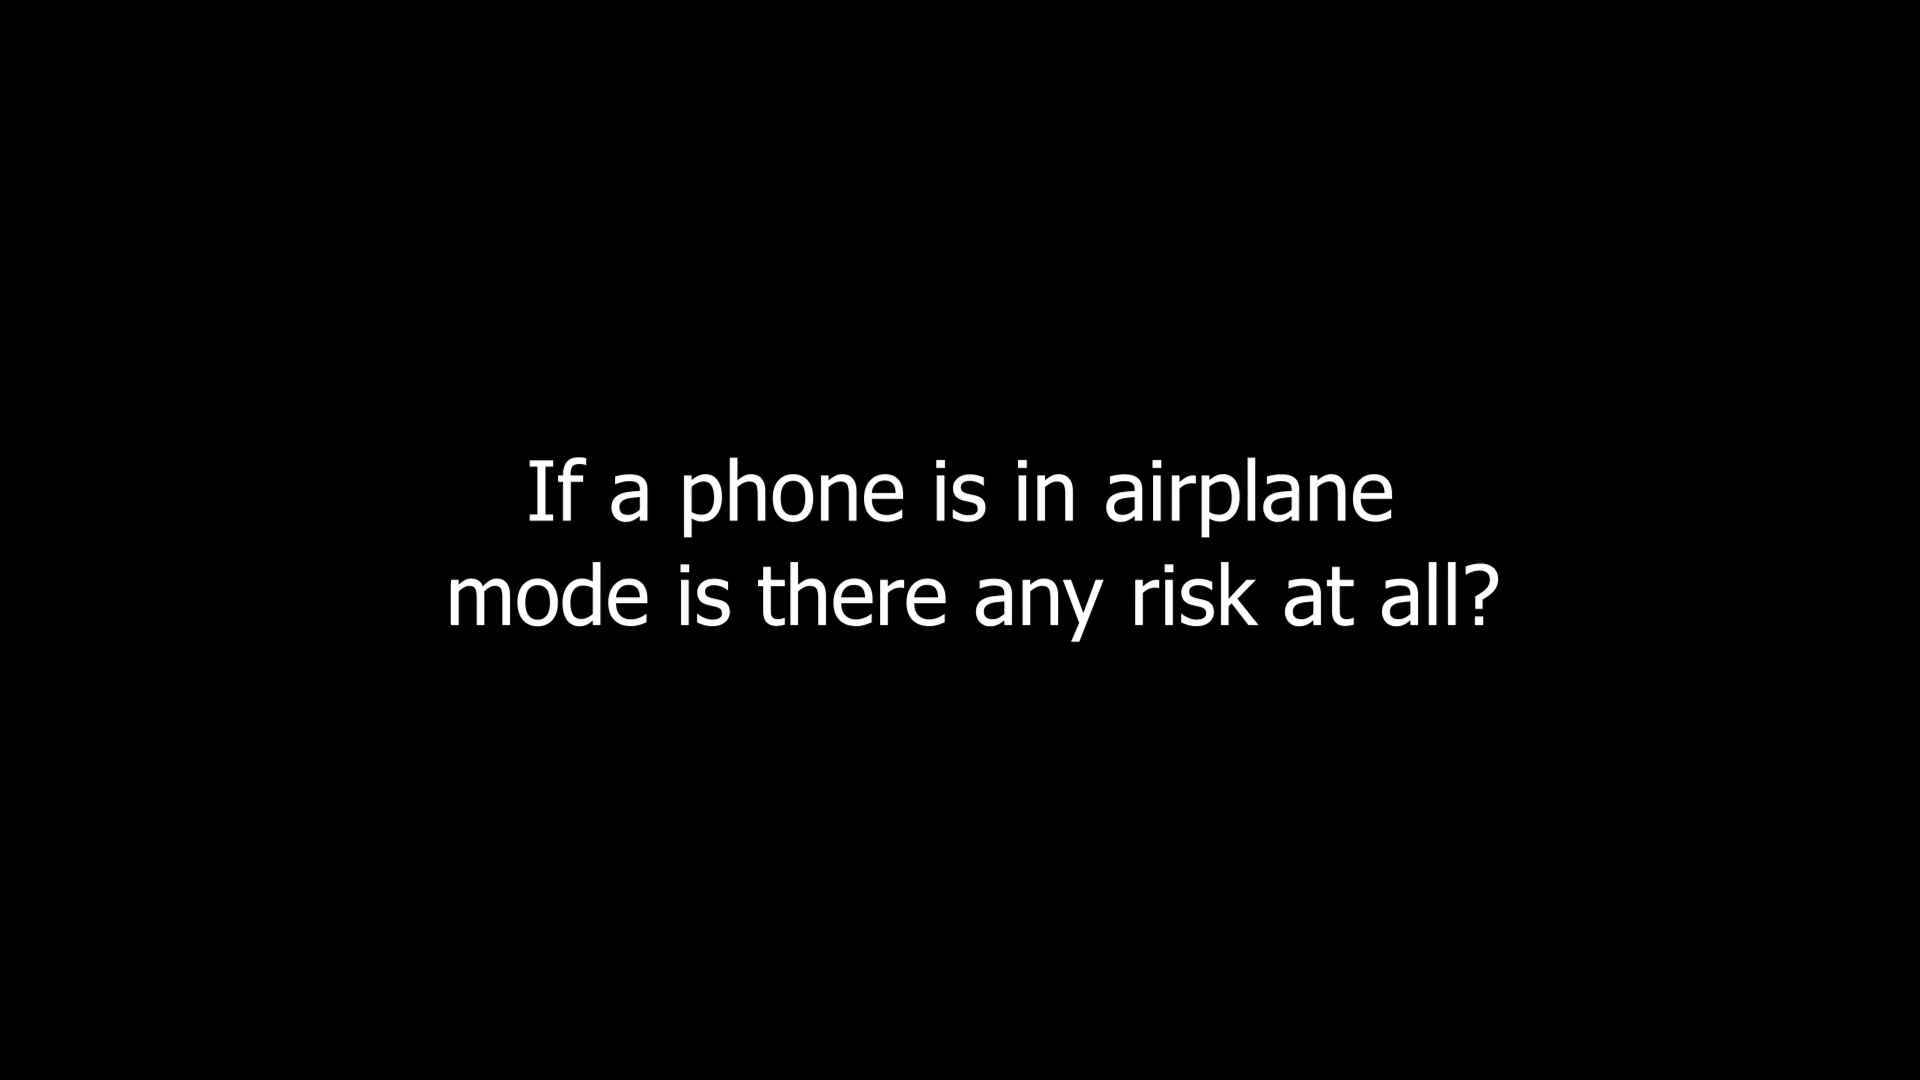 If a phone is in airplane
mode is there any risk at all?